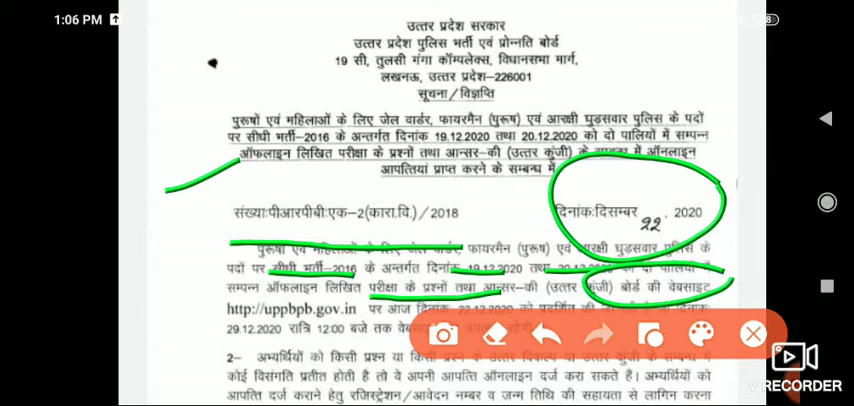 1:06 PM
उत्तर प्रदेश सरकार
उत्तर प्रदेश पुलिस भर्ती एवं प्रोन्नति बोर्ड
19 सी, तुलसी गंगा कॉम्पलेक्स, विधानसभा मार्ग,
लखनऊ, उत्तर प्रदेश-226001
सूचना/विज्ञप्ति
पुरूषों एवं महिलाओं के लिए जेल वार्डर, फायरमैन (पुरूष) एवं आरक्षी घुड़सवार पुलिस के पदों
पर सीधी भर्ती-2016 के अन्तर्गत दिनांक 19.12.2020 तथा 20.12.2020 को दो पालियों में सम्पन्न
ऑफलाइन लिखित परीक्षा के प्रश्नों तथा आन्सर-की (उत्तर कुंजी) के सम्बन्ध में ऑनलाइन
आपत्तियां प्राप्त करने के सम्बन्ध में
संख्या:पीआरपीबी:एक-2(कारा.वि.)/2018 दिनांक:दिसम्बर 22, 2020
पुरूषों एवं महिलाओं के लिए जेल वार्डर, फायरमैन (पुरूष) एवं आरक्षी घुड़सवार पुलिस के
पदों पर सीधी भर्ती-2016 के अन्तर्गत दिनांक 19.12.2020 तथा 20.12.2020 को दो पालियों में
सम्पन्न ऑफलाइन लिखित परीक्षा के प्रश्नों तथा आन्सर-की (उत्तर कुंजी) बोर्ड की वेबसाइट
http://uppbpb.gov.in पर आज दिनांक 22.12.2020 को प्रदर्शित की
29.12.2020 रात्रि 12:00 बजे तक
2- अभ्यर्थियों को किसी प्रश्न या किसी प्रश्न के उत्तर विकल्प या उत्तर कुंजी के सम्बन्ध में
कोई विसंगति प्रतीत होती है तो वे अपनी आपत्ति ऑनलाइन दर्ज करा सकते हैं। अभ्यर्थियों को
आपत्ति दर्ज कराने हेतु रजिस्ट्रेशन/आवेदन नम्बर व जन्म तिथि की सहायता से लागिन करना
VRECORDER